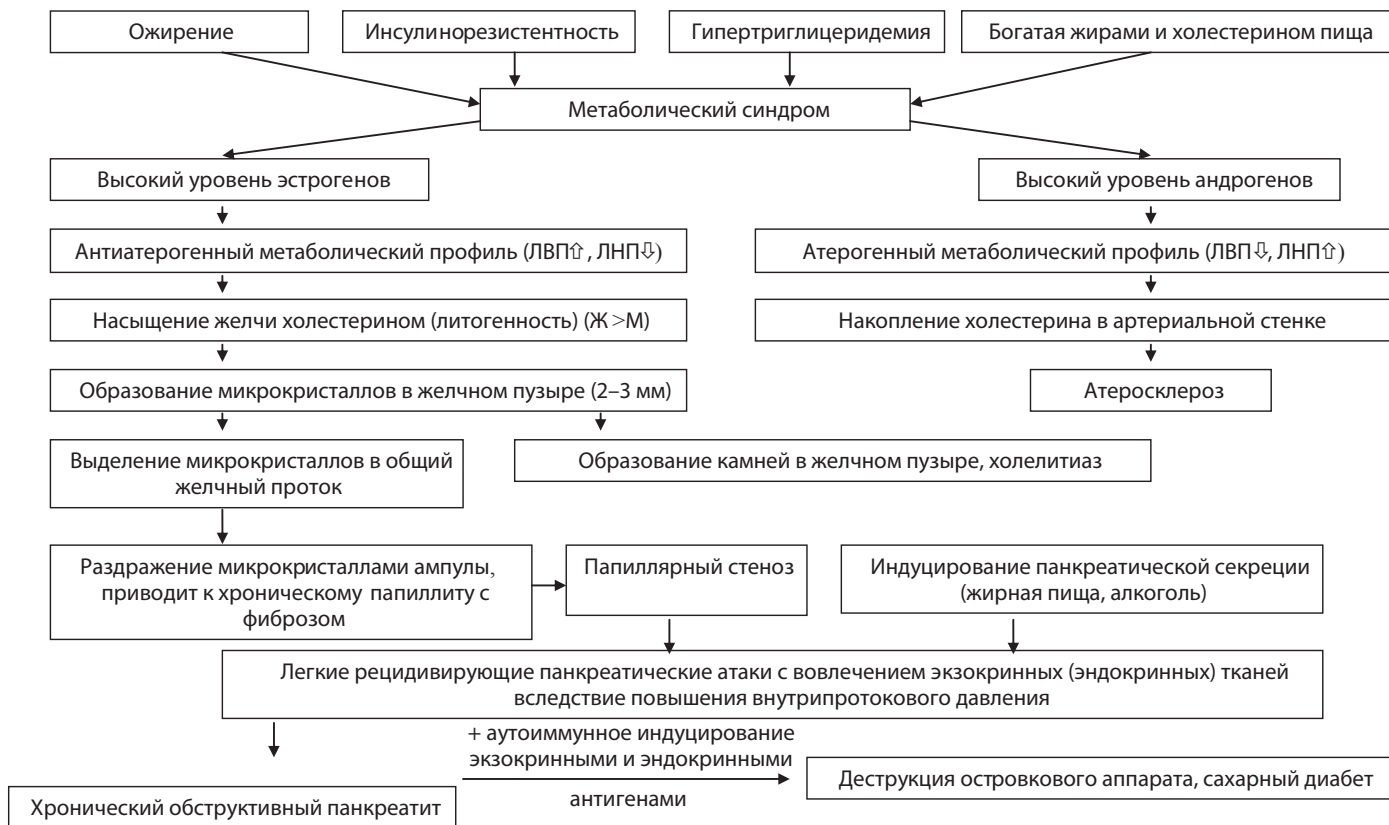 Ожирение
Инсулинорезистентность
Гипертриглицеридемия
Богатая жирами и холестерином пища
Метаболический синдром
Высокий уровень эстрогенов
Высокий уровень андрогенов
Антиатерогенный метаболический профиль (ЛВП⇧, ЛНП⇩)
Атерогенный метаболический профиль (ЛВП⇩, ЛНП⇧)
Насыщение желчи холестерином (литогенность) (Ж >М)
Накопление холестерина в артериальной стенке
Образование микрокристаллов в желчном пузыре (2–3 мм)
Атеросклероз
Выделение микрокристаллов в общий
желчный проток
Образование камней в желчном пузыре, холелитиаз
Раздражение микрокристаллами ампулы,
приводит к хроническому папиллиту с
фиброзом
Папиллярный стеноз
Индуцирование панкреатической секреции
(жирная пища, алкоголь)
Легкие рецидивирующие панкреатические атаки с вовлечением экзокринных (эндокринных) тканей
вследствие повышения внутрипротокового давления
+ аутоиммунное индуцирование
экзокринными и эндокринными
антигенами
Хронический обструктивный панкреатит
Деструкция островкового аппарата, сахарный диабет